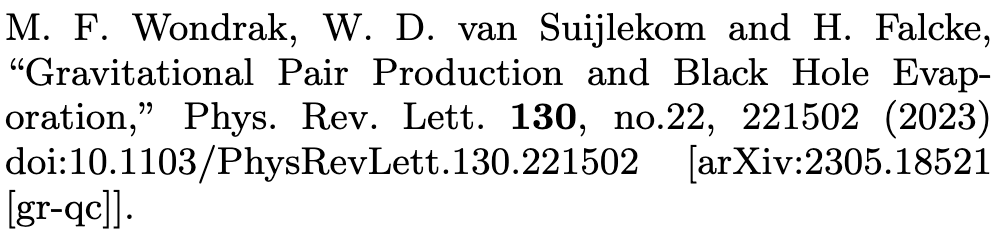 M. F. Wondrak, W. D. van Suijlekom and H. Falcke,
“Gravitational Pair Production and Black Hole Evap-
oration,” Phys. Rev. Lett. 130, no.22, 221502 (2023)
doi:10.1103/PhysRevLett.130.221502 [arXiv:2305.18521
[gr-qc]].